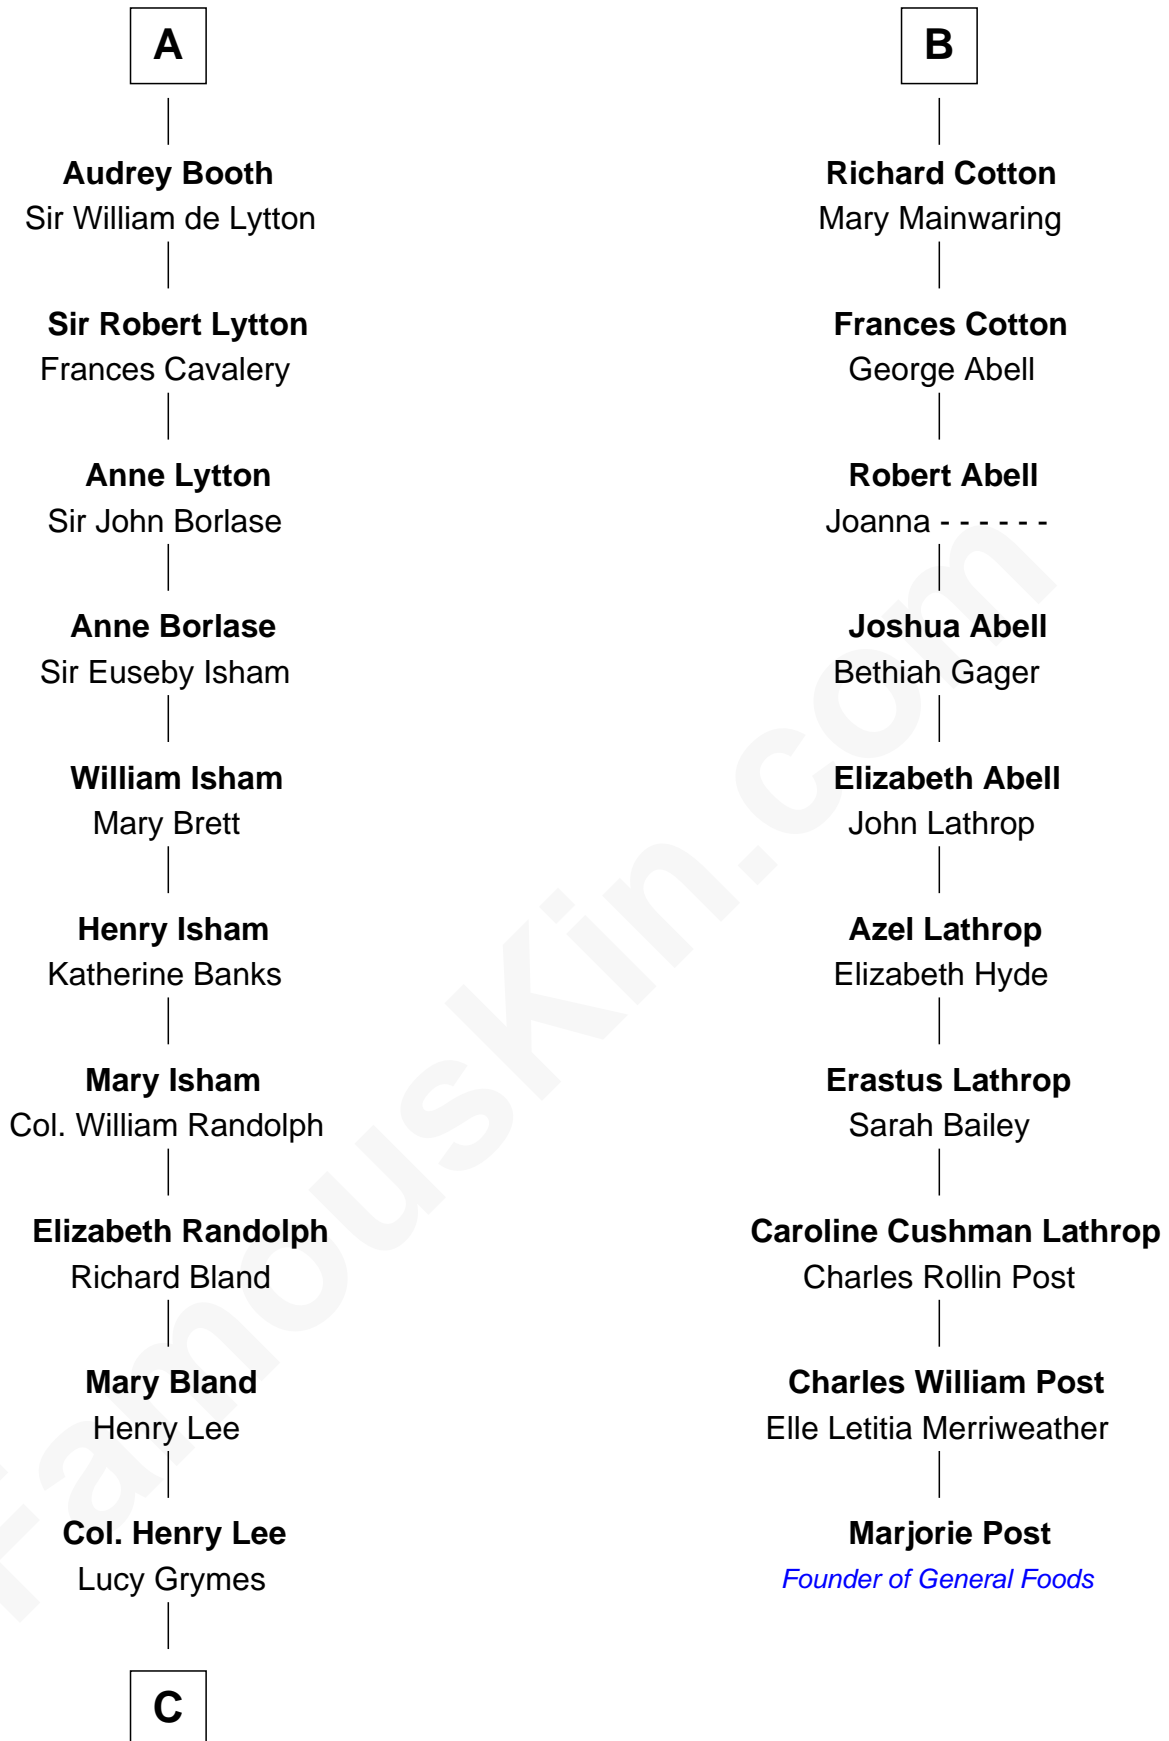 A
Audrey Booth
Sir William de Lytton
Sir Robert Lytton
Frances Cavalery
Anne Lytton
Sir John Borlase
Anne Borlase
Sir Euseby Isham
William Isham
Mary Brett
Henry Isham
Katherine Banks
Mary Isham
Col. William Randolph
Elizabeth Randolph
Richard Bland
Mary Bland
Henry Lee
Col. Henry Lee
Lucy Grymes
C
B
Richard Cotton
Mary Mainwaring
Frances Cotton
George Abell
Robert Abell
Joanna - - - - - -
Joshua Abell
Bethiah Gager
Elizabeth Abell
John Lathrop
Azel Lathrop
Elizabeth Hyde
Erastus Lathrop
Sarah Bailey
Caroline Cushman Lathrop
Charles Rollin Post
Charles William Post
Elle Letitia Merriweather
Marjorie Post
Founder of General Foods
FamousKin.com